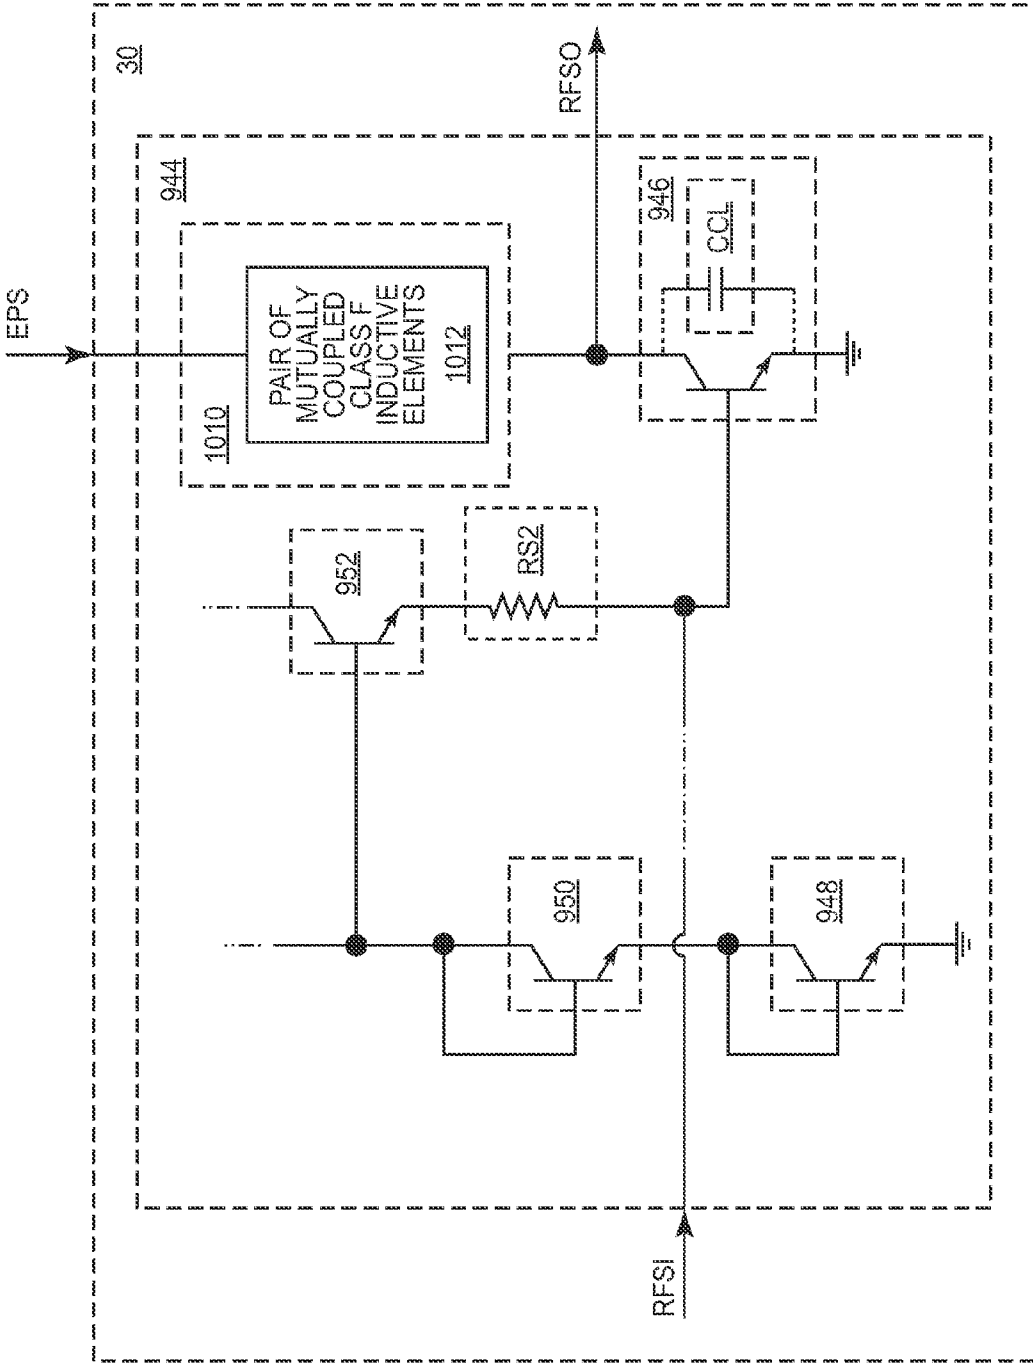 EPS
30
944
1010
PAIR OF
MUTUALLY
COUPLED
CLASS F
INDUCTIVE
ELEMENTS
1012
RFSO
946
CCL
952
RS2
950
948
RFSI